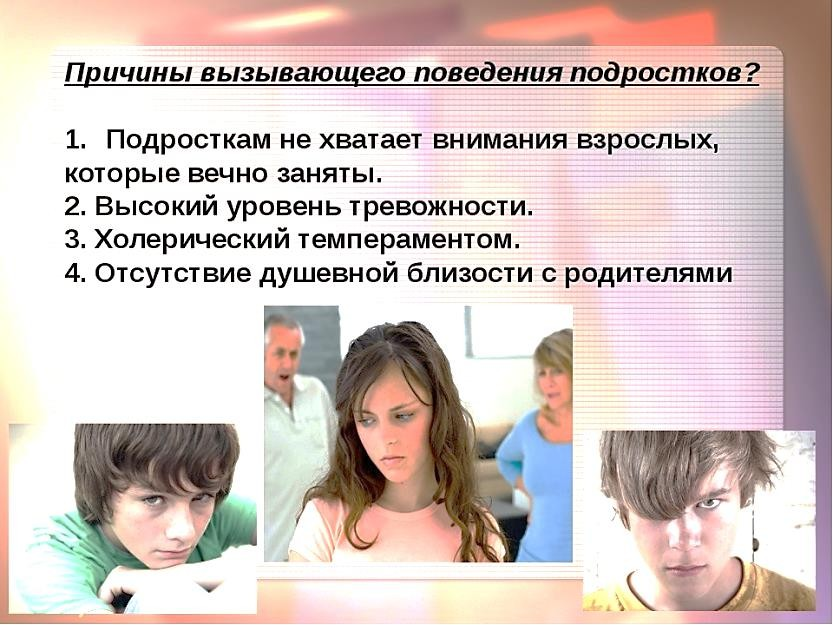 Причины вызывающего поведения подростков?
1. Подросткам не хватает внимания взрослых,
которые вечно заняты.
2. Высокий уровень тревожности.
3. Холерический темпераментом.
4. Отсутствие душевной близости с родителями